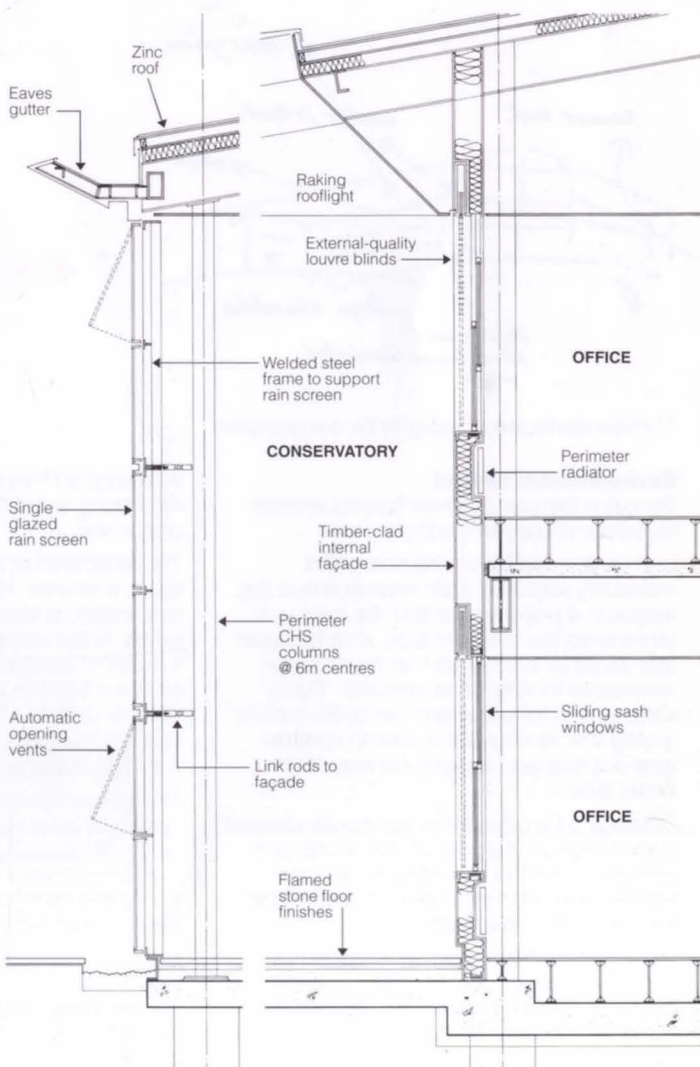 Zinc
roof
Eaves
gutter
Raking
rooflight
External-quality
louvre blinds
OFFICE
Welded steel
frame to support
rain screen
CONSERVATORY
Perimeter
radiator
Single
glazed
rain screen
Timber-clad
internal
façade
Perimeter
CHS
columns
@ 6m centres
Automatic
opening
vents
Sliding sash
windows
Link rods to
façade
OFFICE
Flamed
stone floor
finishes